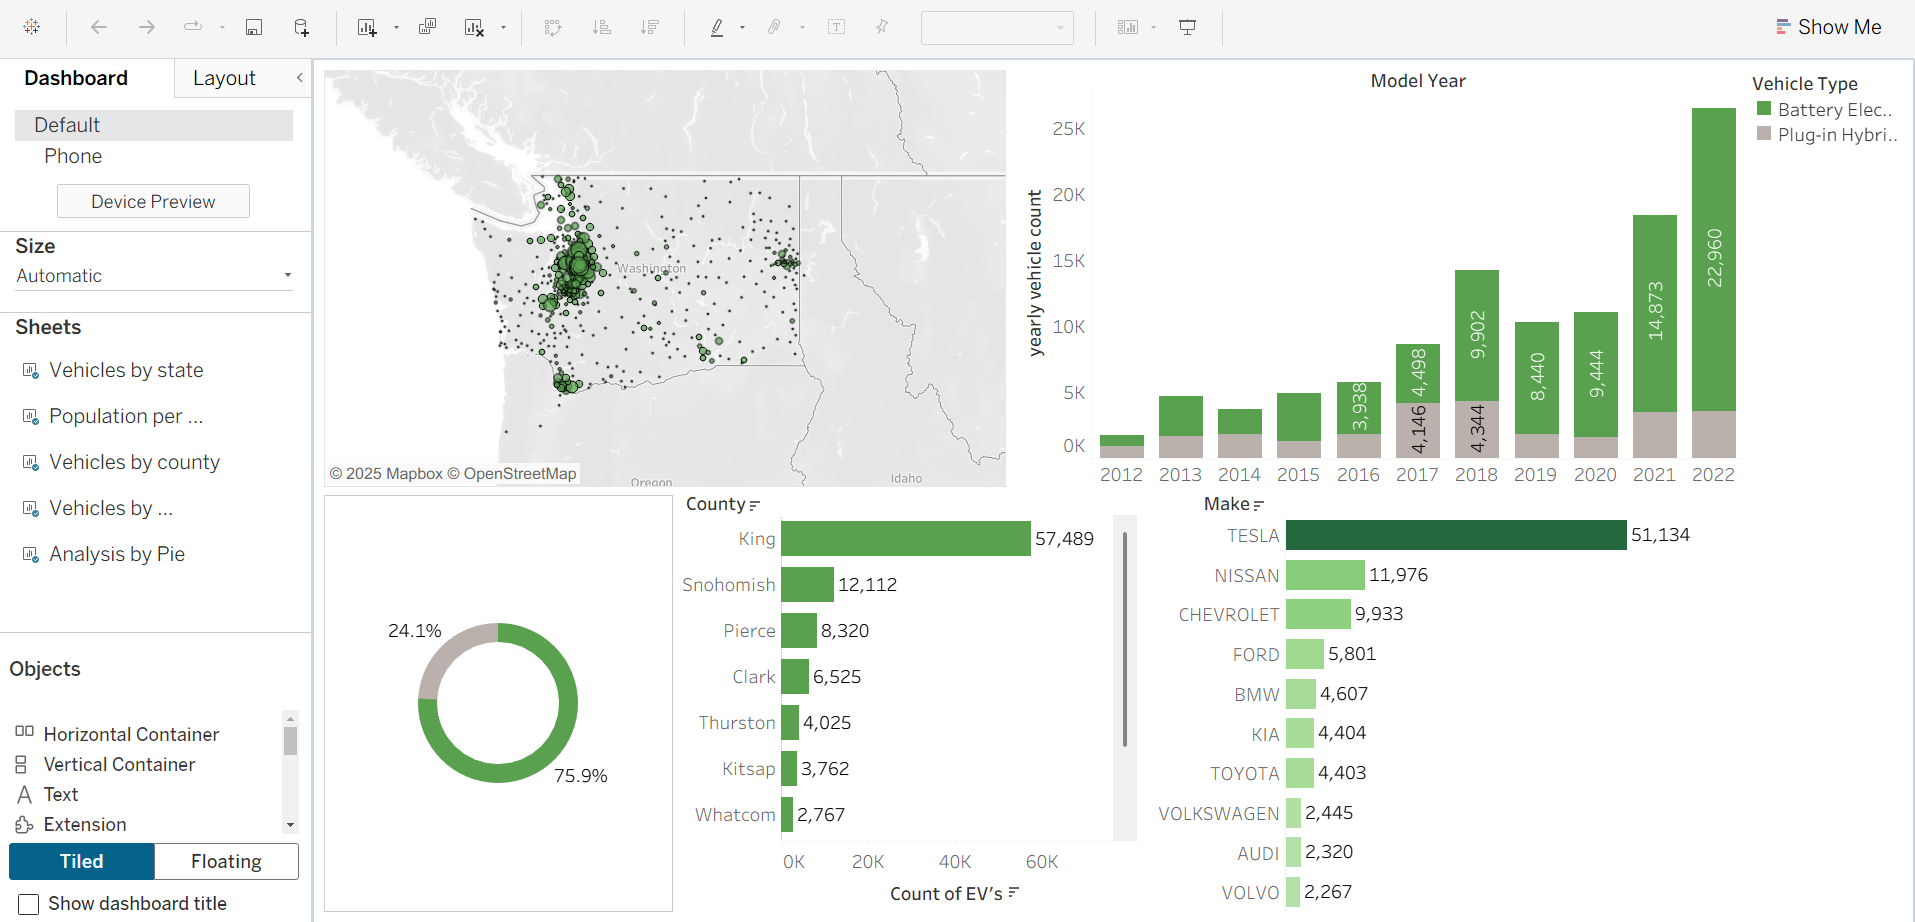 Show Me
Dashboard
Layout
Default
Phone
Device Preview
Size
Automatic
Sheets
Vehicles by state
Population per ...
Vehicles by county
Vehicles by ...
Analysis by Pie
Objects
Horizontal Container
Vertical Container
Text
Extension
Tiled
Floating
Show dashboard title
Washington
Oregon
Idaho
© 2025 Mapbox © OpenStreetMap
Model Year
yearly vehicle count
25K
20K
15K
10K
5K
0K
3,938
4,498
4,146
9,902
4,344
8,440
9,444
14,873
22,960
2012 2013 2014 2015 2016 2017 2018 2019 2020 2021 2022
Vehicle Type
Battery Elec..
Plug-in Hybri..
24.1%
75.9%
County
King 57,489
Snohomish 12,112
Pierce 8,320
Clark 6,525
Thurston 4,025
Kitsap 3,762
Whatcom 2,767
0K 20K 40K 60K
Count of EV's
Make
TESLA 51,134
NISSAN 11,976
CHEVROLET 9,933
FORD 5,801
BMW 4,607
KIA 4,404
TOYOTA 4,403
VOLKSWAGEN 2,445
AUDI 2,320
VOLVO 2,267